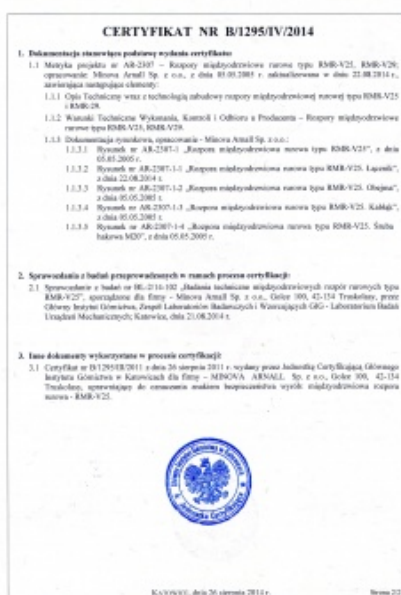 CERTYFIKAT NR B/1295/IV/2014
1. Dokumentacja stanowiąca podstawę wydania certyfikatu:
1.1 Metryka projektu nr AR-2307 – Rozpory międzyodrzwiowe rurowe typu RMR-V25, RMR-V29;
opracowanie: Minova Arnall Sp. z o.o., z dnia 05.05.2005 r. zaktualizowana w dniu 22.08.2014 r.,
zawierająca następujące elementy:
1.1.1 Opis Techniczny wraz z technologią zabudowy rozpory międzyodrzwiowej rurowej typu RMR-V25
i RMR-29.
1.1.2 Warunki Techniczne Wykonania, Kontroli i Odbioru u Producenta – Rozpory międzyodrzwiowe
rurowe typu RMR-V25, RMR-V29.
1.1.3 Dokumentacja rysunkowa, opracowanie - Minova Arnall Sp. z o.o.:
1.1.3.1 Rysunek nr AR-2307-1 „Rozpora międzyodrzwiowa rurowa typu RMR-V25”, z dnia
05.05.2005 r.
1.1.3.2 Rysunek nr AR-2307-1-1 „Rozpora międzyodrzwiowa rurowa typu RMR-V25. Łącznik”,
z dnia 22.08.2014 r.
1.1.3.3 Rysunek nr AR-2307-1-2 „Rozpora międzyodrzwiowa rurowa typu RMR-V25. Obejma”,
z dnia 05.05.2005 r.
1.1.3.4 Rysunek nr AR-2307-1-3 „Rozpora międzyodrzwiowa rurowa typu RMR-V25. Kabłąk”,
z dnia 05.05.2005 r.
1.1.3.5 Rysunek nr AR-2307-1-4 „Rozpora międzyodrzwiowa rurowa typu RMR-V25. Śruba
hakowa M20”, z dnia 05.05.2005 r.
2. Sprawozdania z badań przeprowadzonych w ramach procesu certyfikacji:
2.1 Sprawozdanie z badań nr BL-2/14-102 „Badania techniczne międzyodrzwiowych rozpór rurowych typu
RMR-V25”, sporządzone dla firmy – Minova Arnall Sp. z o.o., Golce 100, 42-134 Truskolasy, przez
Główny Instytut Górnictwa, Zespół Laboratoriów Badawczych i Wzorcujących GIG - Laboratorium Badań
Urządzeń Mechanicznych; Katowice, dnia 21.08.2014 r.
3. Inne dokumenty wykorzystane w procesie certyfikacji:
3.1 Certyfikat nr B/1295/III/2011 z dnia 26 sierpnia 2011 r. wydany przez Jednostkę Certyfikującą Głównego
Instytutu Górnictwa w Katowicach dla firmy – MINOVA ARNALL Sp. z o.o., Golce 100, 42-134
Truskolasy, uprawniający do oznaczania znakiem bezpieczeństwa wyrób: międzyodrzwiowa rozpora
rurowa - RMR-V25.
Katowice, dnia 26 sierpnia 2014 r.
Strona 2/2